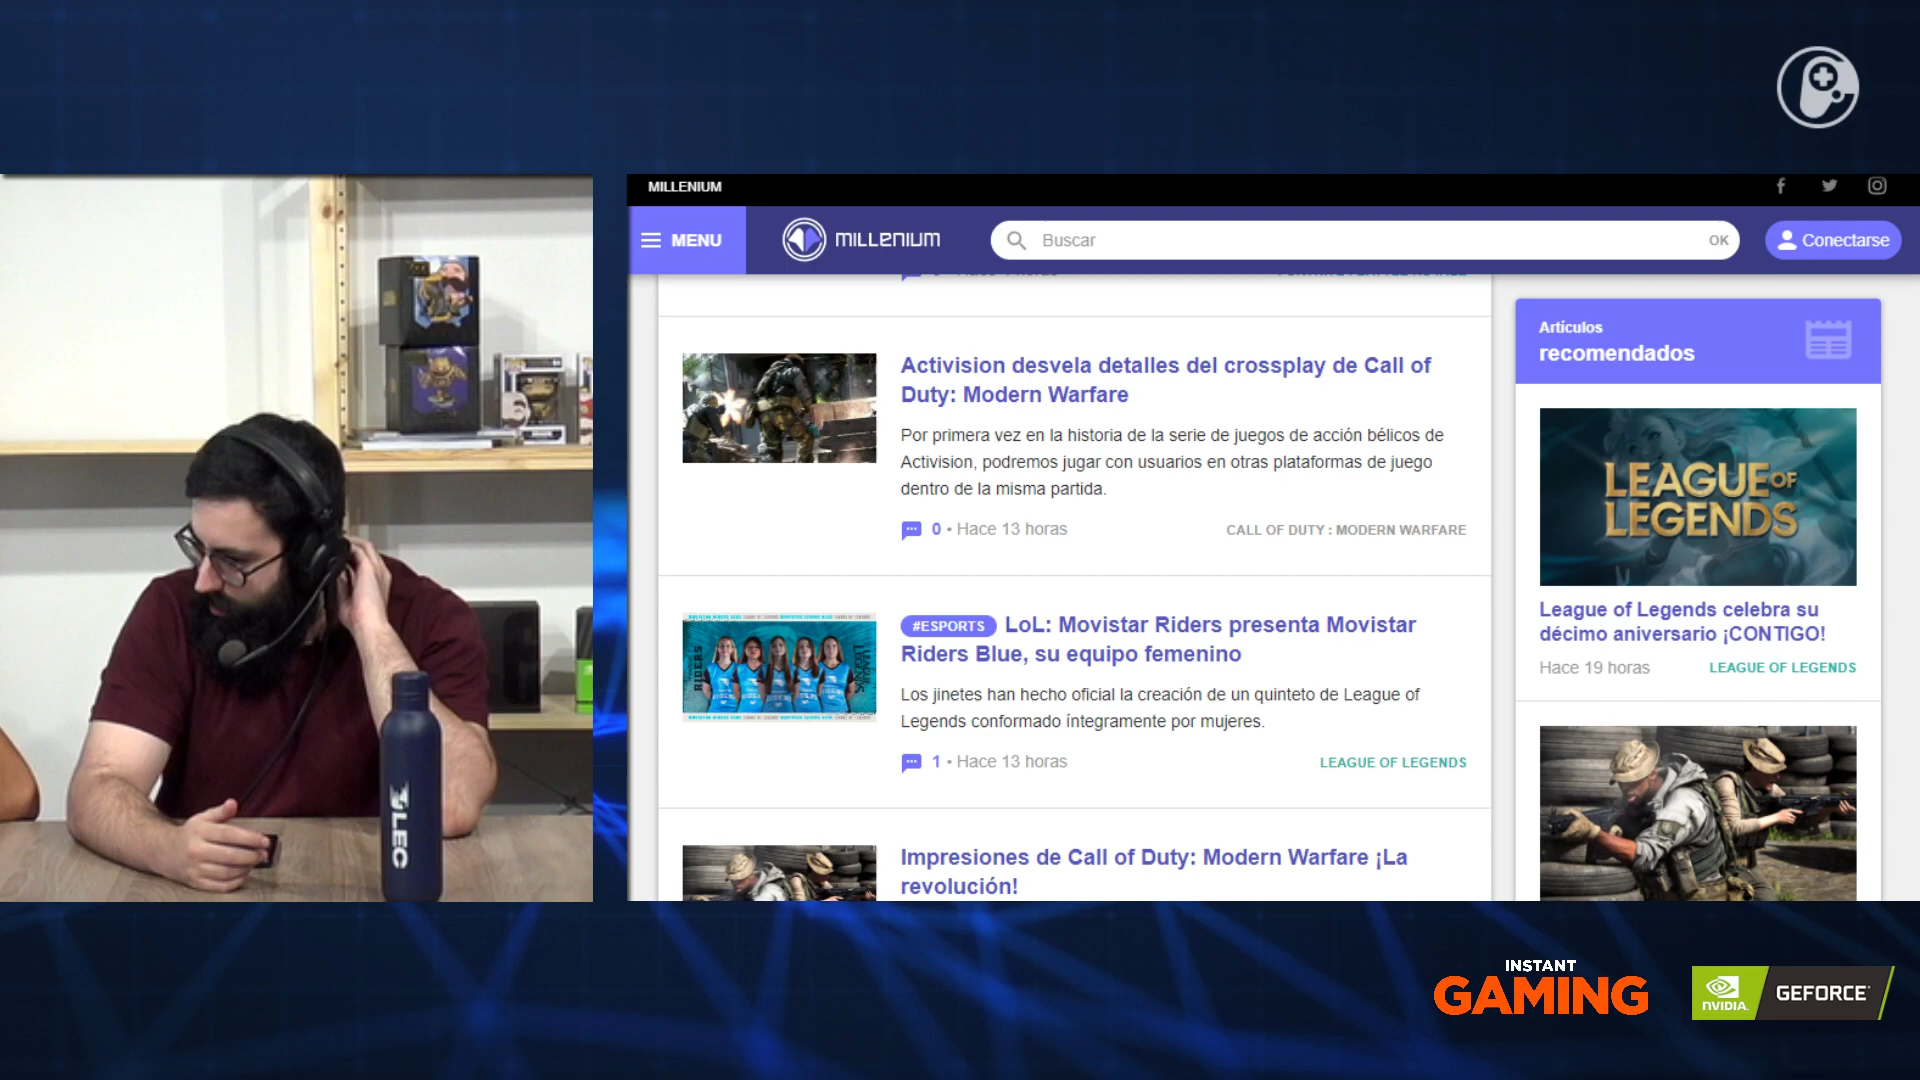 MILLENIUM
MENU
MILLENIUM
Buscar
OK
Conectarse
Activision desvela detalles del crossplay de Call of
Duty: Modern Warfare
Por primera vez en la historia de la serie de juegos de acción bélicos de
Activision, podremos jugar con usuarios en otras plataformas de juego
dentro de la misma partida.
0 • Hace 13 horas
CALL OF DUTY : MODERN WARFARE
#ESPORTS LoL: Movistar Riders presenta Movistar
Riders Blue, su equipo femenino
Los jinetes han hecho oficial la creación de un quinteto de League of
Legends conformado íntegramente por mujeres.
1 • Hace 13 horas
LEAGUE OF LEGENDS
RIDERS
Impresiones de Call of Duty: Modern Warfare ¡La
revolución!
Artículos
recomendados
LEAGUE OF
LEGENDS
League of Legends celebra su
décimo aniversario ¡CONTIGO!
Hace 19 horas
LEAGUE OF LEGENDS
LEC
INSTANT
GAMING
NVIDIA.
GEFORCE